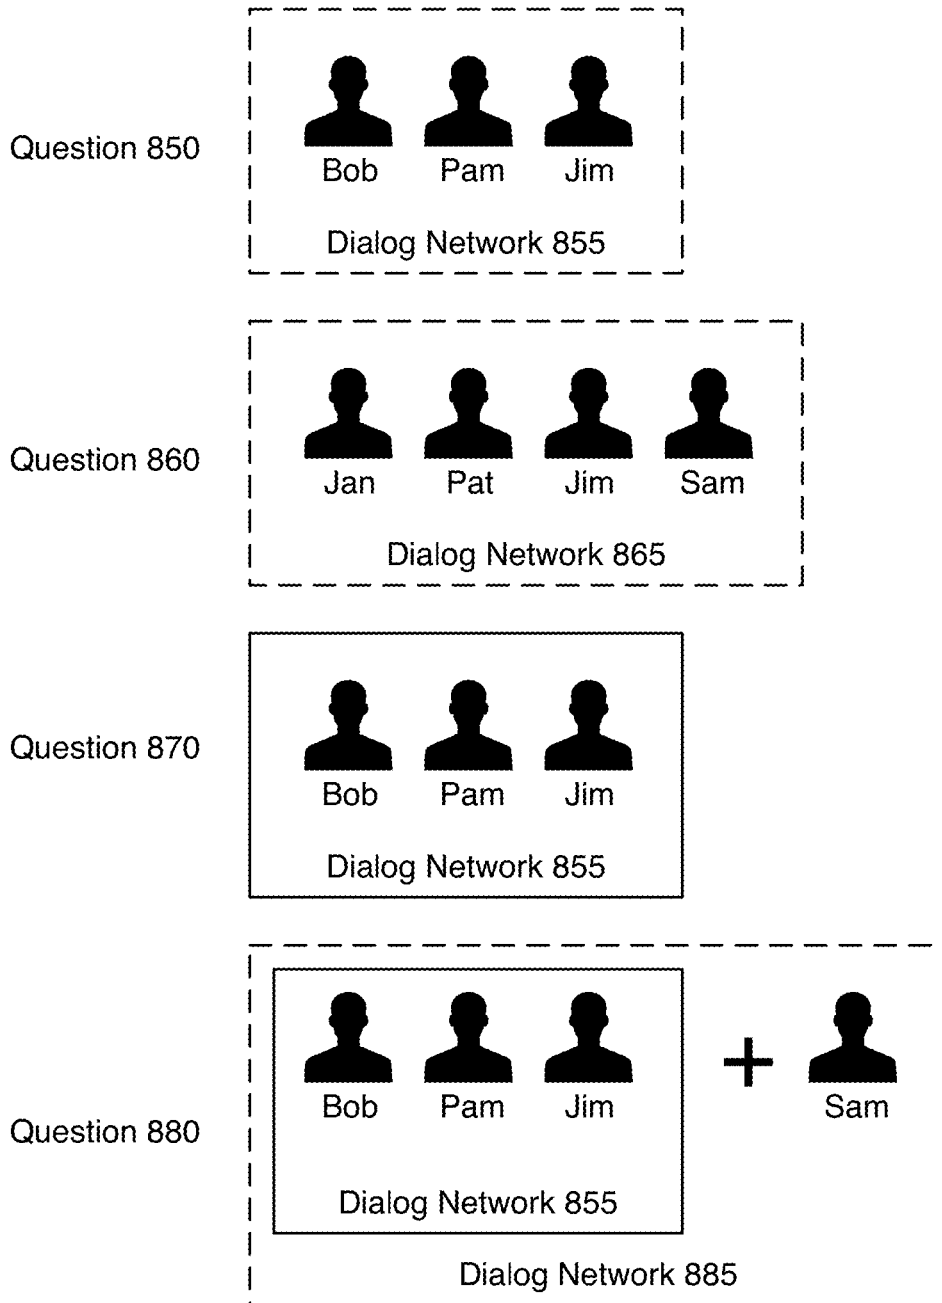 Question 850
Bob Pam Jim
Dialog Network 855
Question 860
Jan Pat Jim Sam
Dialog Network 865
Question 870
Bob Pam Jim
Dialog Network 855
Question 880
Bob Pam Jim + Sam
Dialog Network 855
Dialog Network 885